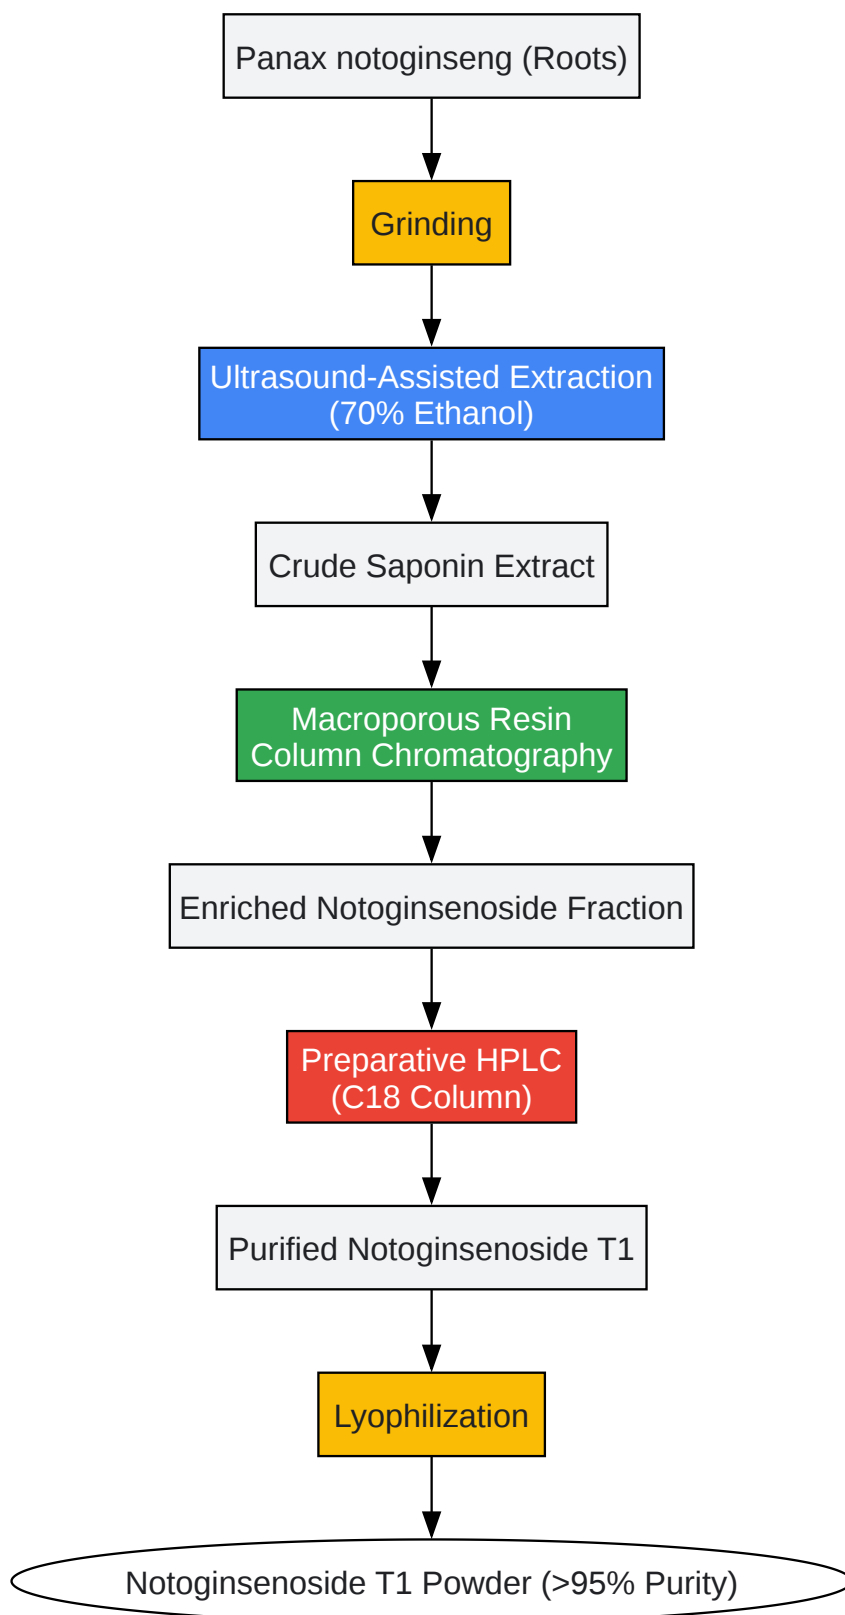 Panax notoginseng (Roots)
Grinding
Ultrasound-Assisted Extraction
(70% Ethanol)
Crude Saponin Extract
Macroporous Resin
Column Chromatography
Enriched Notoginsenoside Fraction
Preparative HPLC
(C18 Column)
Purified Notoginsenoside T1
Lyophilization
Notoginsenoside T1 Powder (>95% Purity)